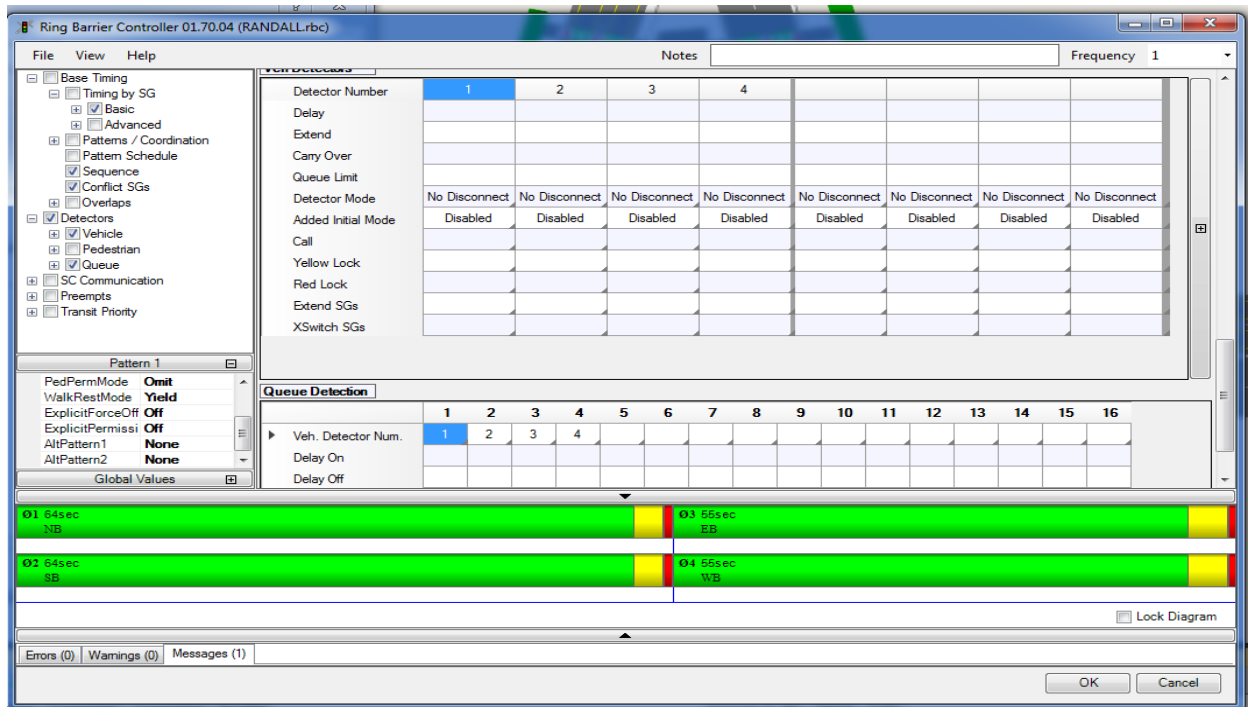 Ring Barrier Controller 01.70.04 (RANDALL.rbc)
File View Help Notes Frequency 1
Base Timing
Timing by SG
Basic
Advanced
Patterns / Coordination
Pattern Schedule
Sequence
Conflict SGs
Overlaps
Detectors
Vehicle
Pedestrian
Queue
SC Communication
Preempts
Transit Priority
Pattern 1
PedPermMode Omit
WalkRestMode Yield
ExplicitForceOff Off
ExplicitPermissi Off
AltPattern1 None
AltPattern2 None
Global Values
Veh Detectors
Detector Number 1 2 3 4
Delay
Extend
Carry Over
Queue Limit
Detector Mode No Disconnect No Disconnect No Disconnect No Disconnect No Disconnect No Disconnect No Disconnect No Disconnect
Added Initial Mode Disabled Disabled Disabled Disabled Disabled Disabled Disabled Disabled
Call
Yellow Lock
Red Lock
Extend SGs
XSwitch SGs
Queue Detection
1 2 3 4 5 6 7 8 9 10 11 12 13 14 15 16
Veh. Detector Num. 1 2 3 4
Delay On
Delay Off
Ø1 64sec Ø3 55sec
NB EB
Ø2 64sec Ø4 55sec
SB WB
Lock Diagram
Errors (0) Warnings (0) Messages (1)
OK Cancel